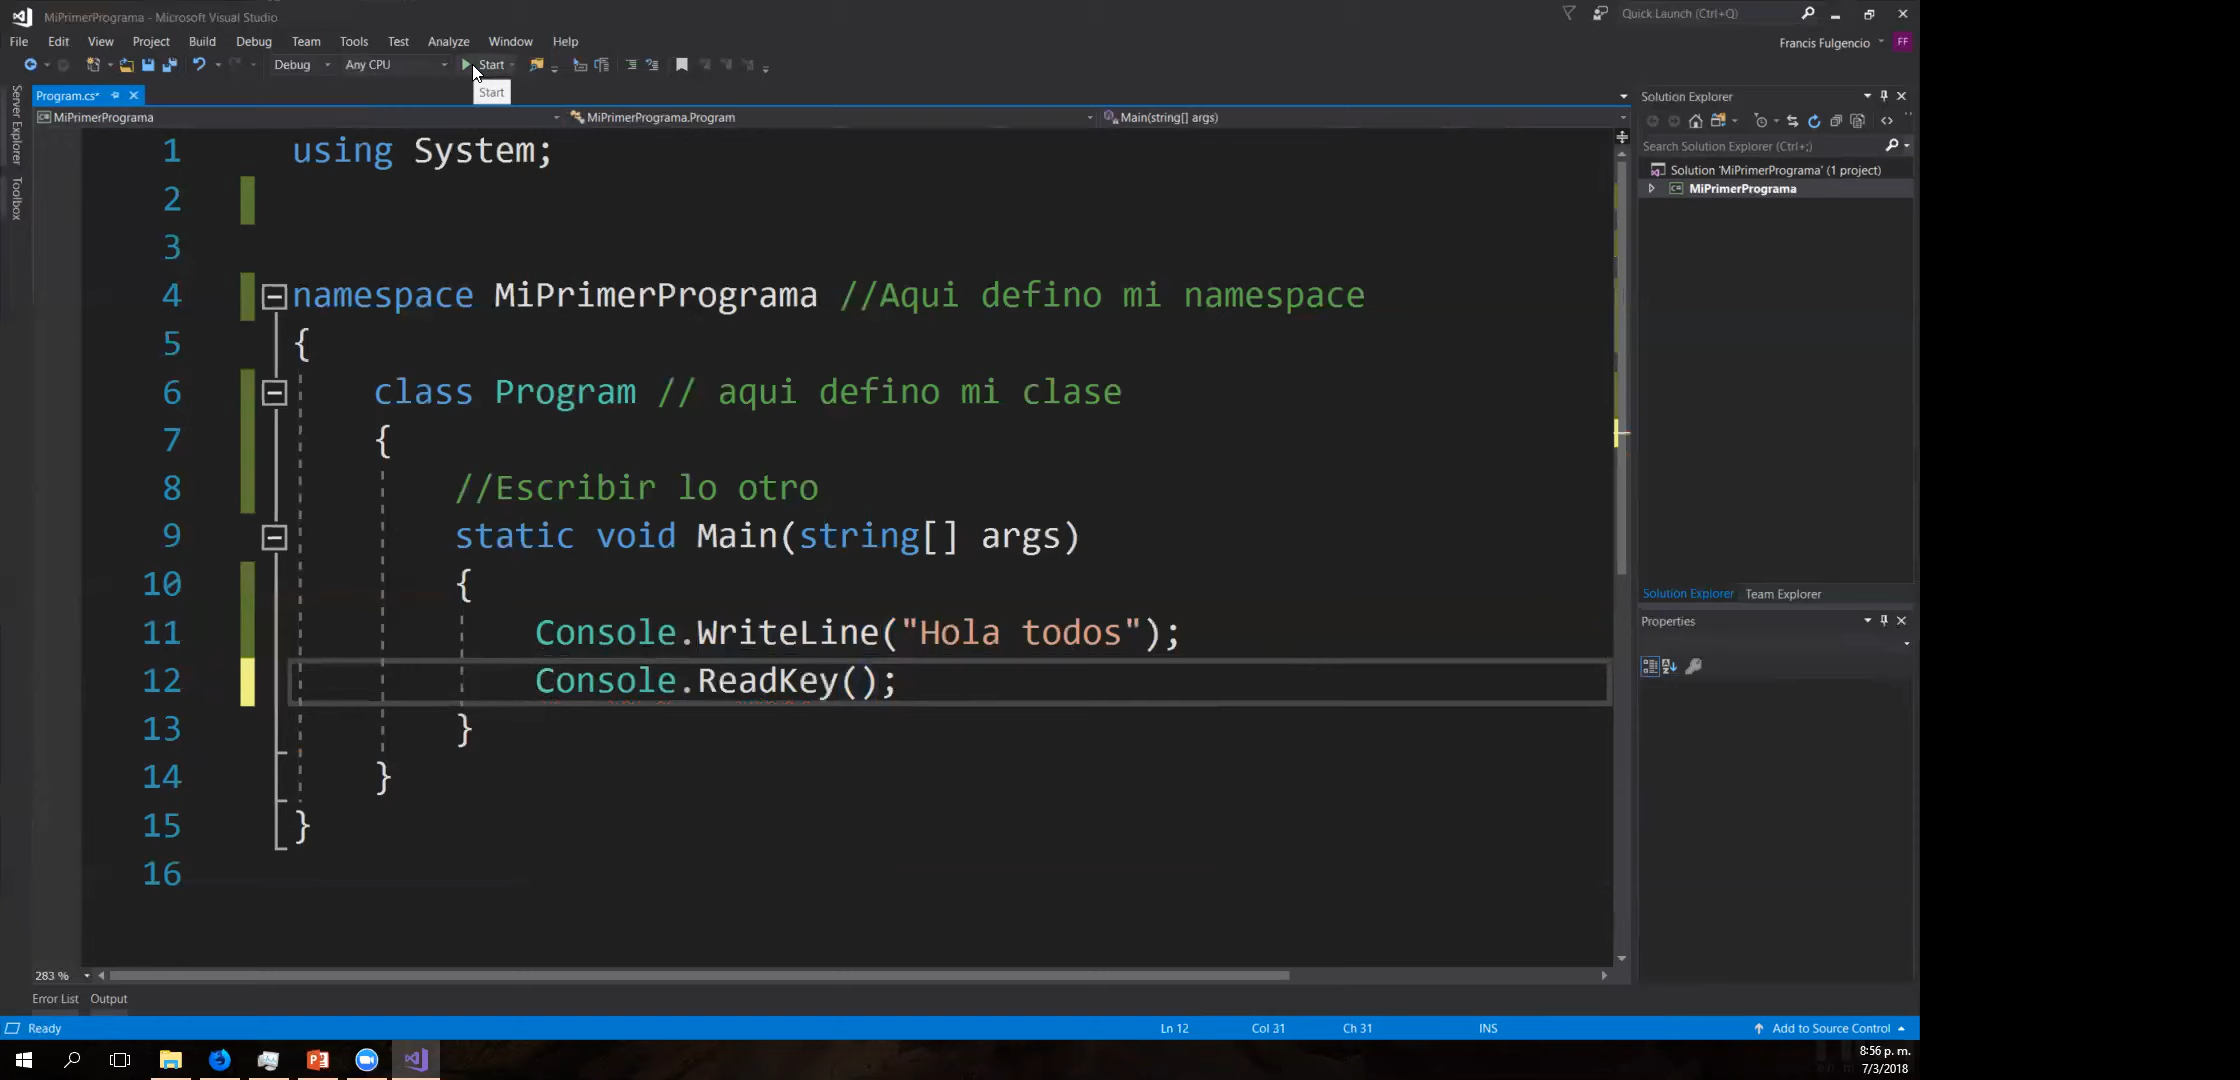 MiPrimerPrograma - Microsoft Visual Studio
Quick Launch (Ctrl+Q)
File Edit View Project Build Debug Team Tools Test Analyze Window Help
Francis Fulgencio FF
Debug Any CPU Start
Start
Server Explorer
Toolbox
Program.cs*
MiPrimerPrograma MiPrimerPrograma.Program Main(string[] args)
1 using System;
2
3
4 namespace MiPrimerPrograma //Aqui defino mi namespace
5 {
6 class Program // aqui defino mi clase
7 {
8 //Escribir lo otro
9 static void Main(string[] args)
10 {
11 Console.WriteLine("Hola todos");
12 Console.ReadKey();
13 }
14 }
15 }
16
283 %
Error List Output
Solution Explorer
Search Solution Explorer (Ctrl+;)
Solution 'MiPrimerPrograma' (1 project)
MiPrimerPrograma
Solution Explorer Team Explorer
Properties
Ready Ln 12 Col 31 Ch 31 INS Add to Source Control
8:56 p. m.
7/3/2018